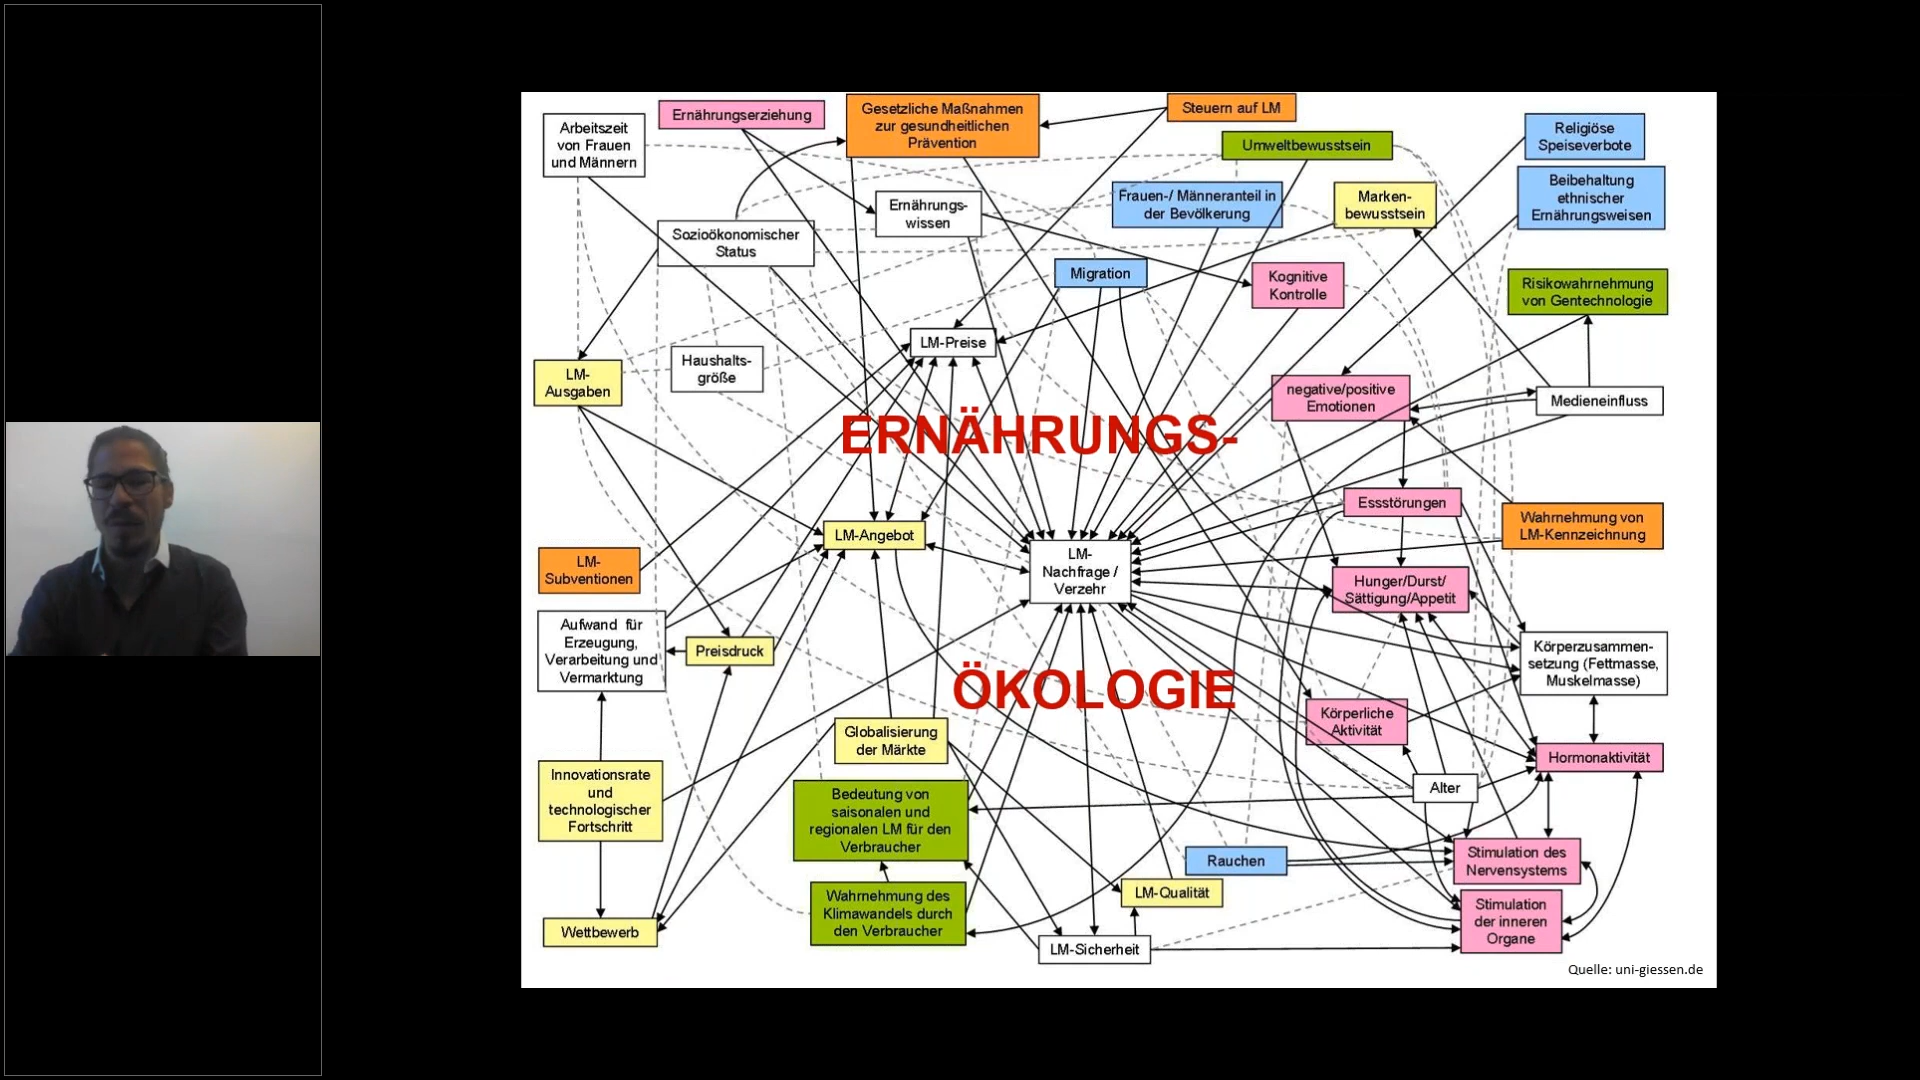 Ernährungserziehung
Gesetzliche Maßnahmen
zur gesundheitlichen
Prävention
Steuern auf LM
Arbeitszeit
von Frauen
und Männern
Umweltbewusstsein
Religiöse
Speiseverbote
Ernährungs-
wissen
Frauen-/ Männeranteil in
der Bevölkerung
Marken-
bewusstsein
Beibehaltung
ethnischer
Ernährungsweisen
Sozioökonomischer
Status
Migration
Kognitive
Kontrolle
Risikowahrnehmung
von Gentechnologie
LM-Preise
Haushalts-
größe
LM-
Ausgaben
negative/positive
Emotionen
Medieneinfluss
ERNÄHRUNGS-
Essstörungen
Wahrnehmung von
LM-Kennzeichnung
LM-Angebot
LM-
Nachfrage /
Verzehr
LM-
Subventionen
Hunger/Durst/
Sättigung/Appetit
Aufwand für
Erzeugung,
Verarbeitung und
Vermarktung
Preisdruck
Körperzusammen-
setzung (Fettmasse,
Muskelmasse)
ÖKOLOGIE
Körperliche
Aktivität
Globalisierung
der Märkte
Hormonaktivität
Innovationsrate
und
technologischer
Fortschritt
Alter
Bedeutung von
saisonalen und
regionalen LM für den
Verbraucher
Rauchen
Stimulation des
Nervensystems
LM-Qualität
Wahrnehmung des
Klimawandels durch
den Verbraucher
Stimulation
der inneren
Organe
Wettbewerb
LM-Sicherheit
Quelle: uni-giessen.de